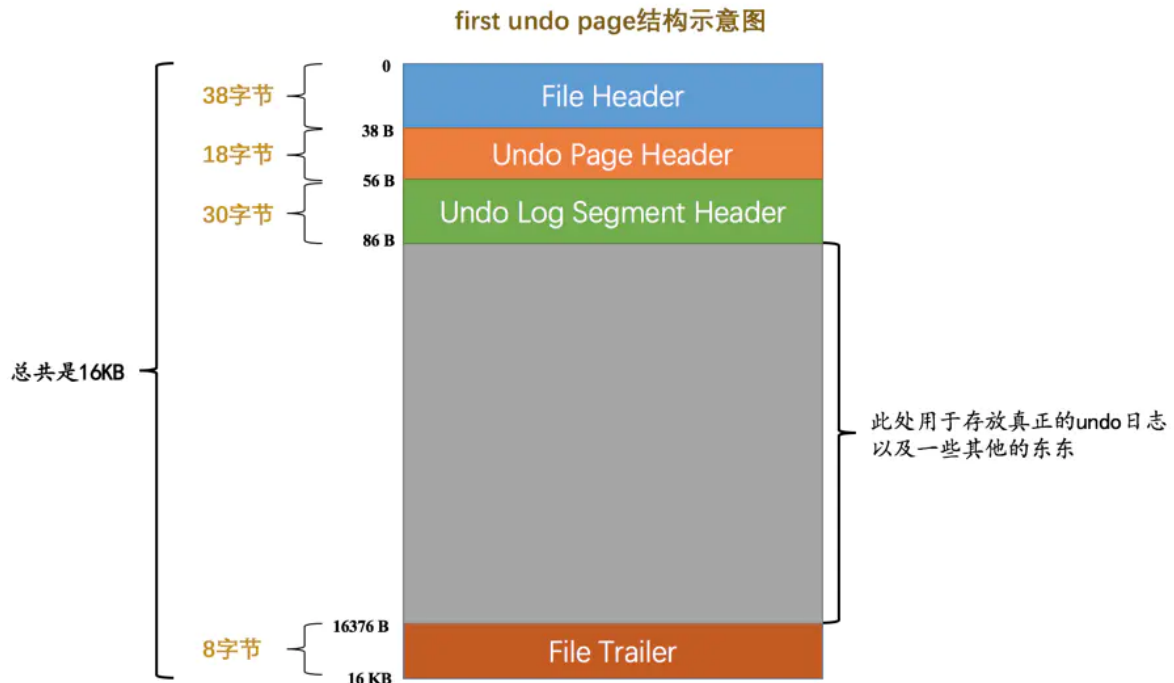 first undo page结构示意图
0
38字节
File Header
38 B
18字节
Undo Page Header
56 B
30字节
Undo Log Segment Header
86 B
总共是16KB
此处用于存放真正的undo日志
以及一些其他的东东
16376 B
8字节
File Trailer
16 KB